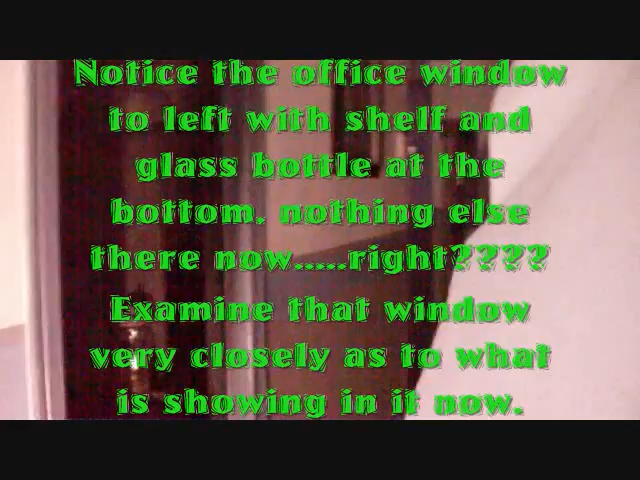 Notice the office window
to left with shelf and
glass bottle at the
bottom. nothing else
there now.....right????
Examine that window
very closely as to what
is showing in it now.